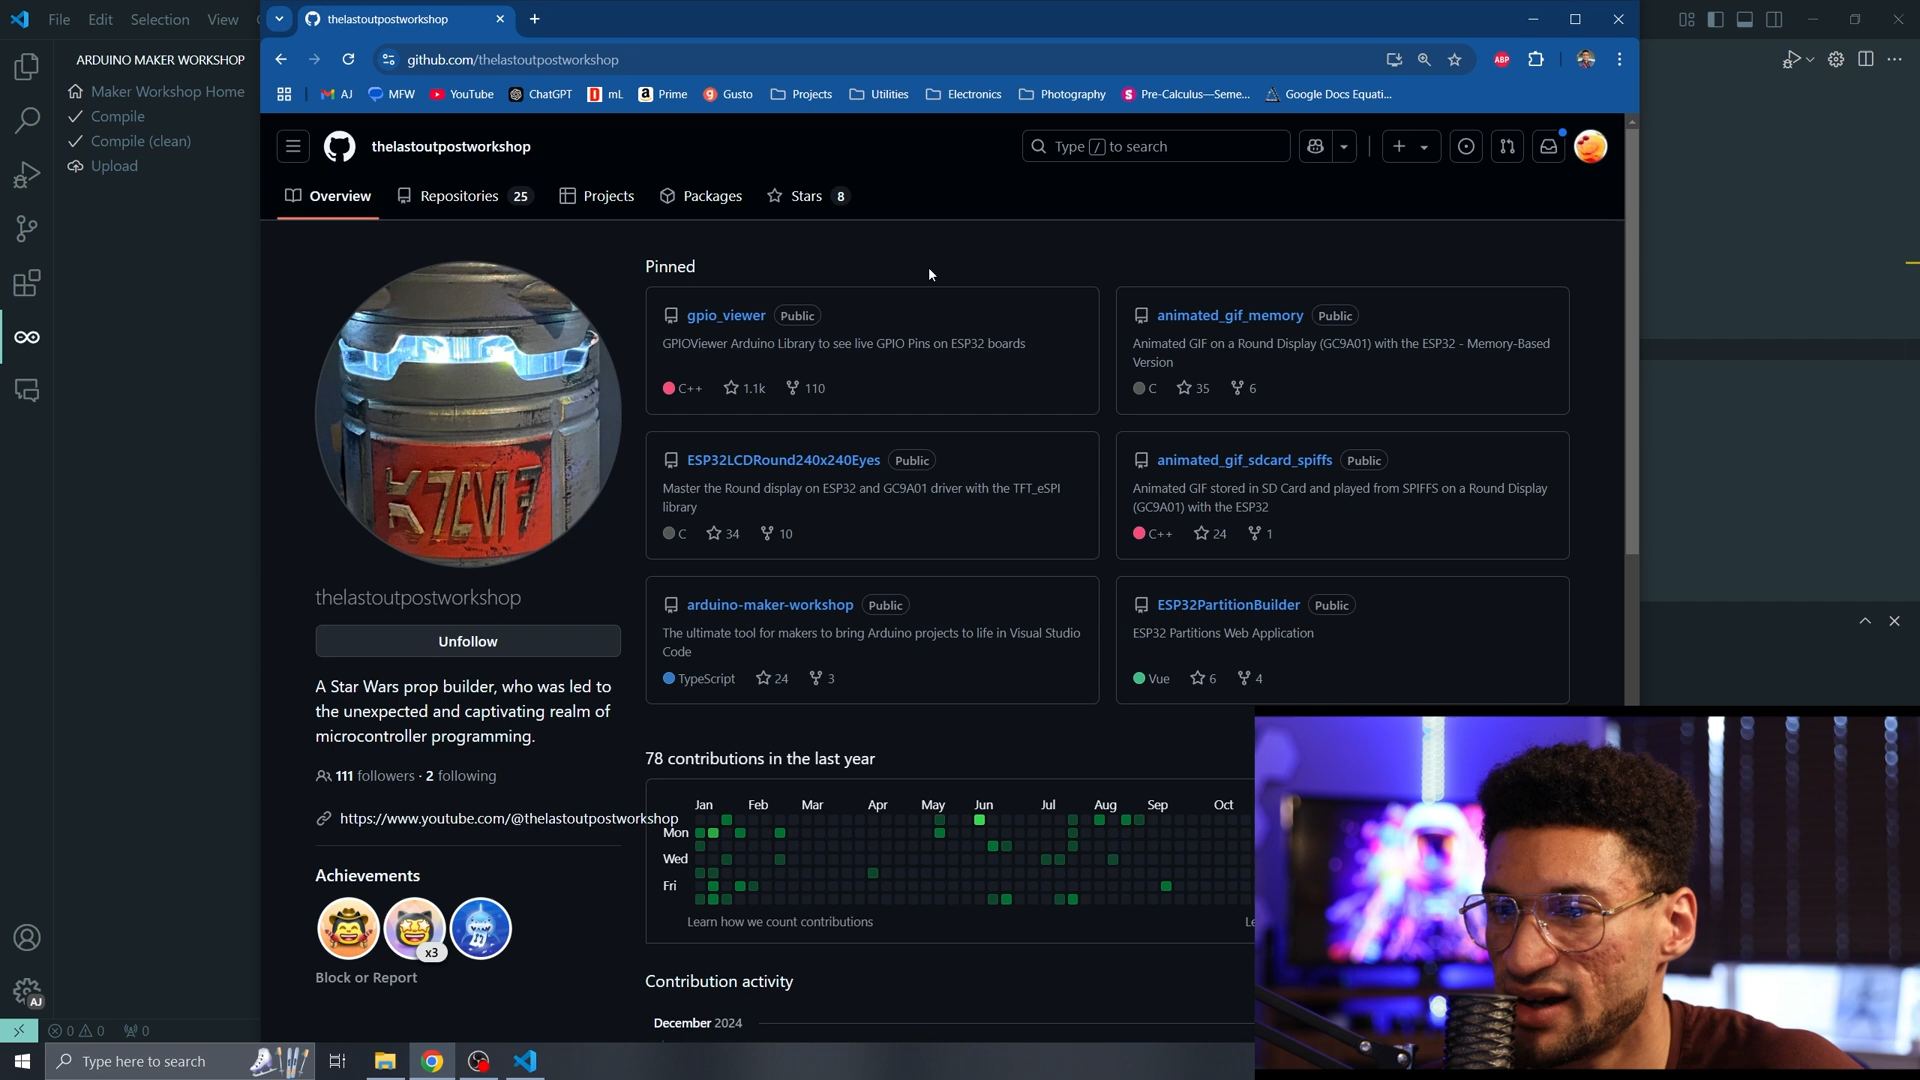 File Edit Selection View
ARDUINO MAKER WORKSHOP
Maker Workshop Home
Compile
Compile (clean)
Upload
thelastoutpostworkshop
github.com/thelastoutpostworkshop
ABP
AJ MFW YouTube ChatGPT mL Prime Gusto Projects Utilities Electronics Photography Pre-Calculus—Seme... Google Docs Equati...
thelastoutpostworkshop
Type / to search
Overview Repositories 25 Projects Packages Stars 8
Pinned
gpio_viewer Public
GPIOViewer Arduino Library to see live GPIO Pins on ESP32 boards
C++ 1.1k 110
animated_gif_memory Public
Animated GIF on a Round Display (GC9A01) with the ESP32 - Memory-Based
Version
C 35 6
ESP32LCDRound240x240Eyes Public
Master the Round display on ESP32 and GC9A01 driver with the TFT_eSPI
library
C 34 10
animated_gif_sdcard_spiffs Public
Animated GIF stored in SD Card and played from SPIFFS on a Round Display
(GC9A01) with the ESP32
C++ 24 1
arduino-maker-workshop Public
The ultimate tool for makers to bring Arduino projects to life in Visual Studio
Code
TypeScript 24 3
ESP32PartitionBuilder Public
ESP32 Partitions Web Application
Vue 6 4
thelastoutpostworkshop
Unfollow
A Star Wars prop builder, who was led to
the unexpected and captivating realm of
microcontroller programming.
111 followers · 2 following
https://www.youtube.com/@thelastoutpostworkshop
Achievements
x3
Block or Report
78 contributions in the last year
Jan Feb Mar Apr May Jun Jul Aug Sep Oct
Mon
Wed
Fri
Learn how we count contributions
Le
Contribution activity
December 2024
AJ
0 0 0
Type here to search